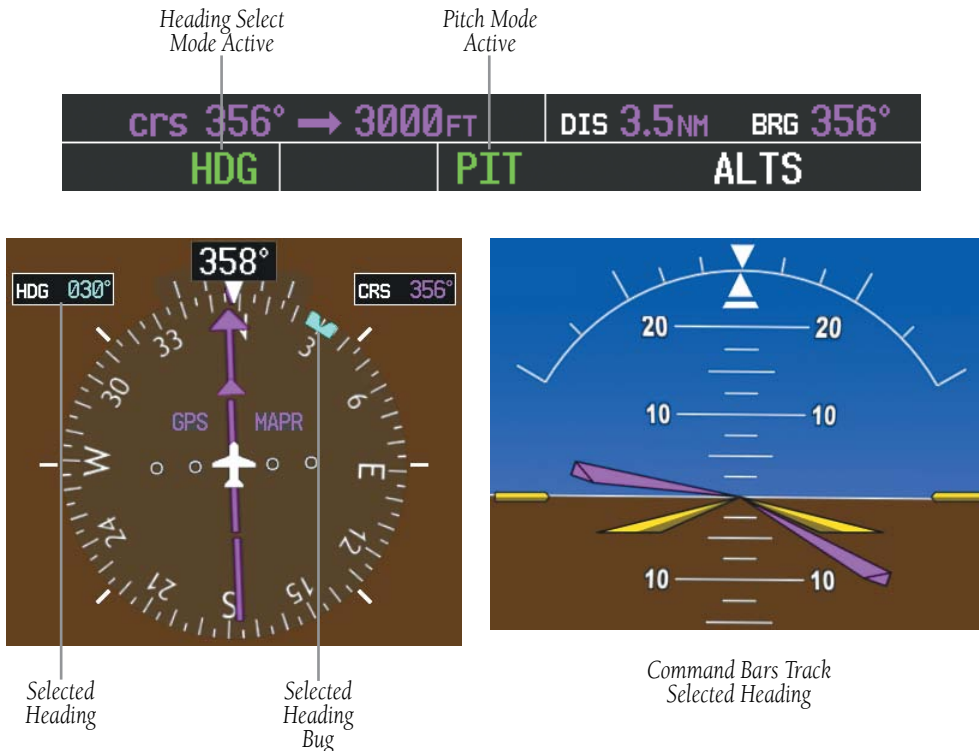 Heading Select
Mode Active
Pitch Mode
Active
crs 356° → 3000FT DIS 3.5NM BRG 356°
HDG PIT ALTS
358°
HDG 030°
CRS 356°
N
33
3
30
6
GPS MAPR
W
E
24
12
21
15
S
20 20
10 10
10 10
Selected
Heading
Selected
Heading
Bug
Command Bars Track
Selected Heading